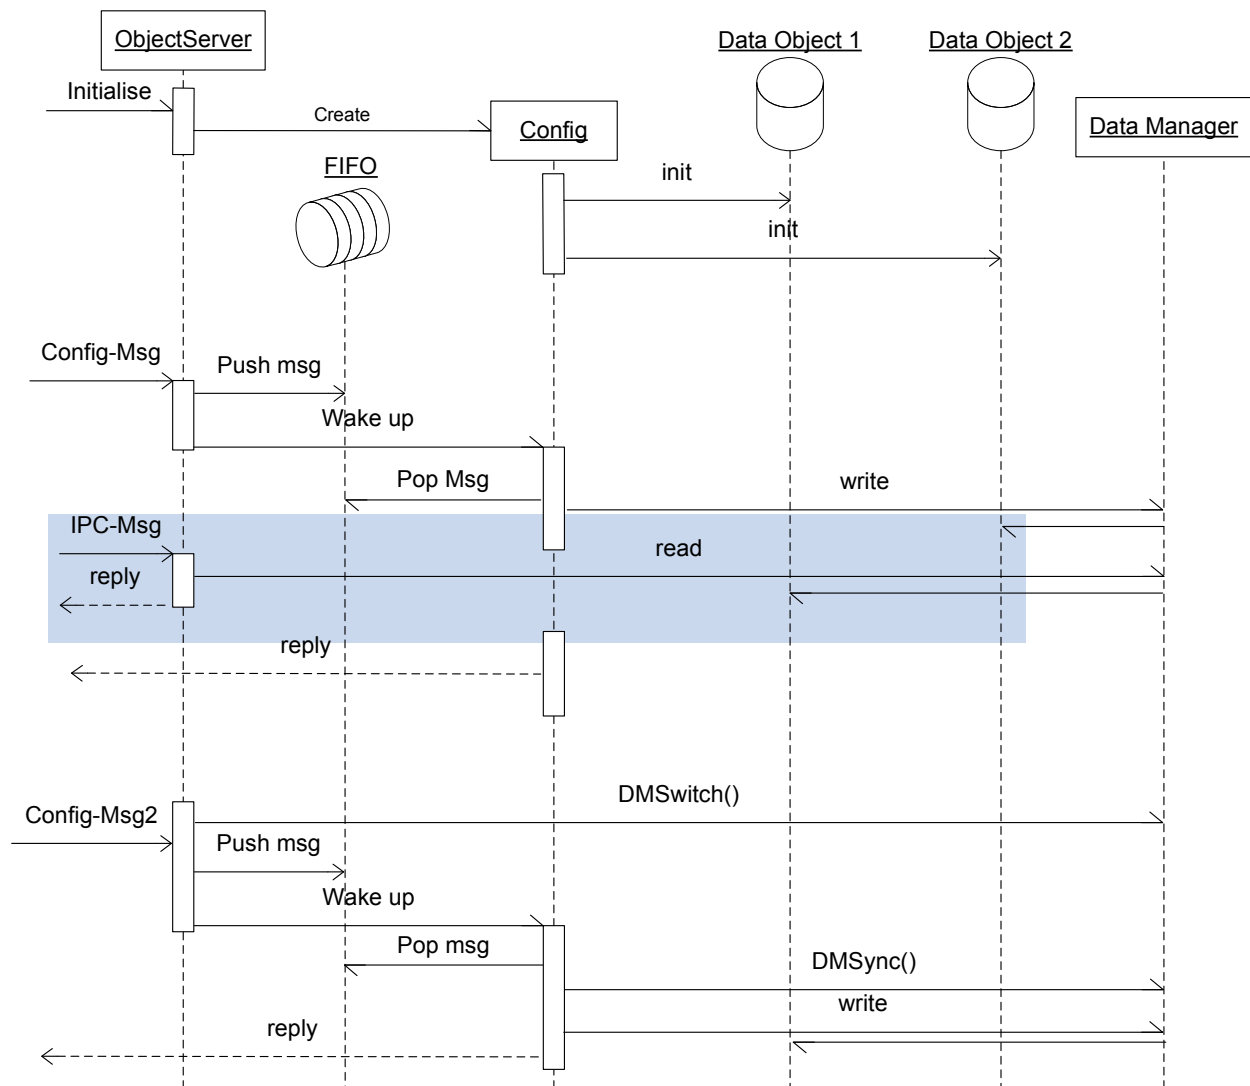 ObjectServer
Data Object 1
Data Object 2
Initialise
Create
Config
Data Manager
FIFO
init
init
Config-Msg
Push msg
Wake up
Pop Msg
write
IPC-Msg
read
reply
reply
DMSwitch()
Config-Msg2
Push msg
Wake up
Pop msg
DMSync()
write
reply